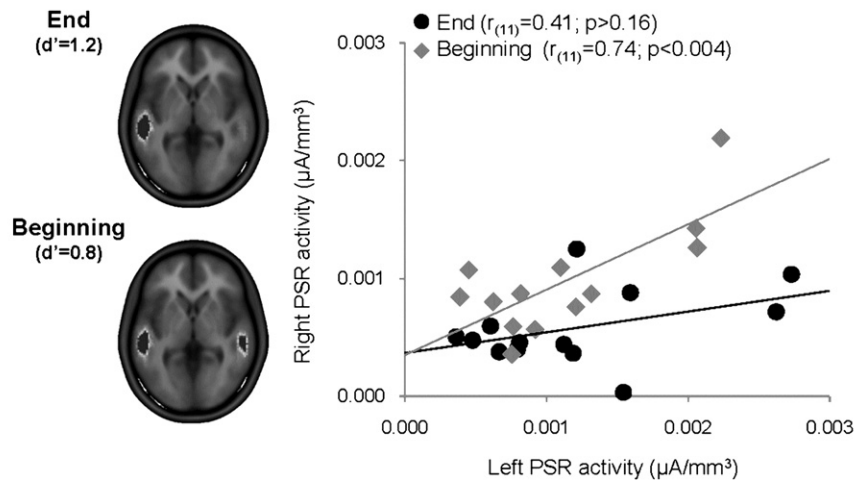 End
(d'=1.2)
Beginning
(d'=0.8)
End (r(11)=0.41; p>0.16)
Beginning (r(11)=0.74; p<0.004)
Right PSR activity (µA/mm³)
0.003
0.002
0.001
0.000
0.000 0.001 0.002 0.003
Left PSR activity (µA/mm³)